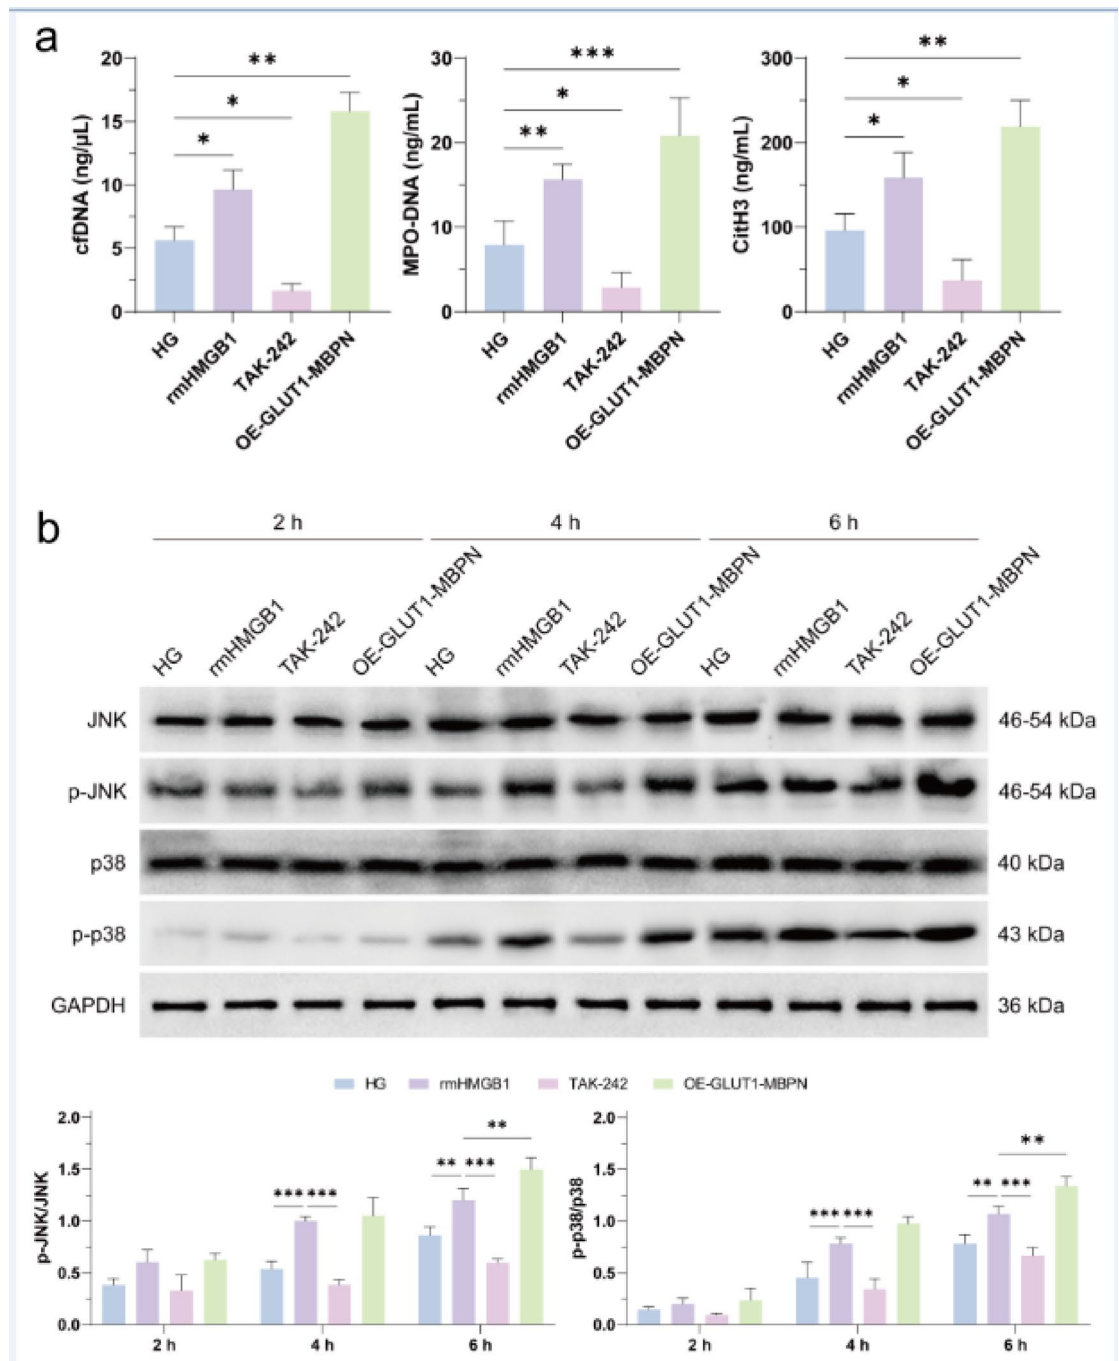 a
cfDNA (ng/μL)
20
15
10
5
0
**
*
*
HG
rmHMGB1
TAK-242
OE-GLUT1-MBPN
MPO-DNA (ng/mL)
30
20
10
0
***
*
**
HG
rmHMGB1
TAK-242
OE-GLUT1-MBPN
CitH3 (ng/mL)
300
200
100
0
**
*
*
HG
rmHMGB1
TAK-242
OE-GLUT1-MBPN
b
2 h 4 h 6 h
HG rmHMGB1 TAK-242 OE-GLUT1-MBPN HG rmHMGB1 TAK-242 OE-GLUT1-MBPN HG rmHMGB1 TAK-242 OE-GLUT1-MBPN
JNK 46-54 kDa
p-JNK 46-54 kDa
p38 40 kDa
p-p38 43 kDa
GAPDH 36 kDa
HG rmHMGB1 TAK-242 OE-GLUT1-MBPN
p-JNK/JNK
2.0
1.5
1.0
0.5
0.0
*** ***
**
** ***
2 h 4 h 6 h
p-p38/p38
2.0
1.5
1.0
0.5
0.0
*** ***
**
** ***
2 h 4 h 6 h